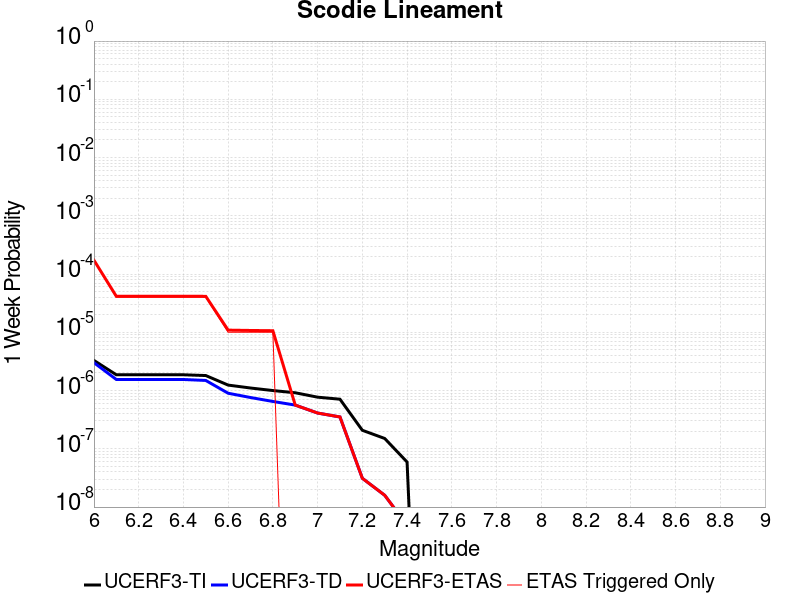 Scodie Lineament
10 0
10 -1
10 -2
10 -3
10 -4
10 -5
10 -6
10 -7
10 -8
1 Week Probability
6 6.2 6.4 6.6 6.8 7 7.2 7.4 7.6 7.8 8 8.2 8.4 8.6 8.8 9
Magnitude
UCERF3-TI UCERF3-TD UCERF3-ETAS ETAS Triggered Only